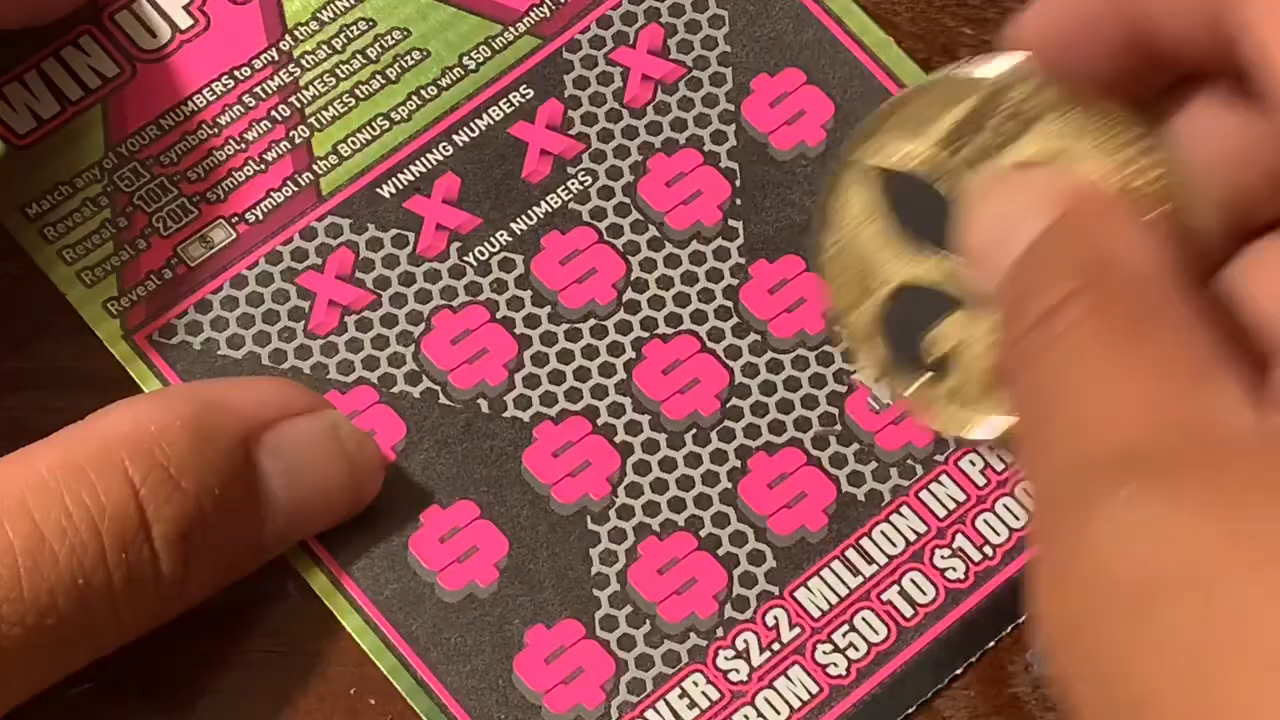 WIN UP
Match any of YOUR NUMBERS to any of the WIN
Reveal a "5X" symbol, win 5 TIMES that prize.
Reveal a "10X" symbol, win 10 TIMES that prize.
Reveal a "20X" symbol, win 20 TIMES that prize.
Reveal a " " symbol in the BONUS spot to win $50 instantly!
WINNING NUMBERS
X X X X
YOUR NUMBERS
$ $ $ $
$ $ $ $
$ $ $ $
VER $2.2 MILLION IN PR
ROM $50 TO $1,000